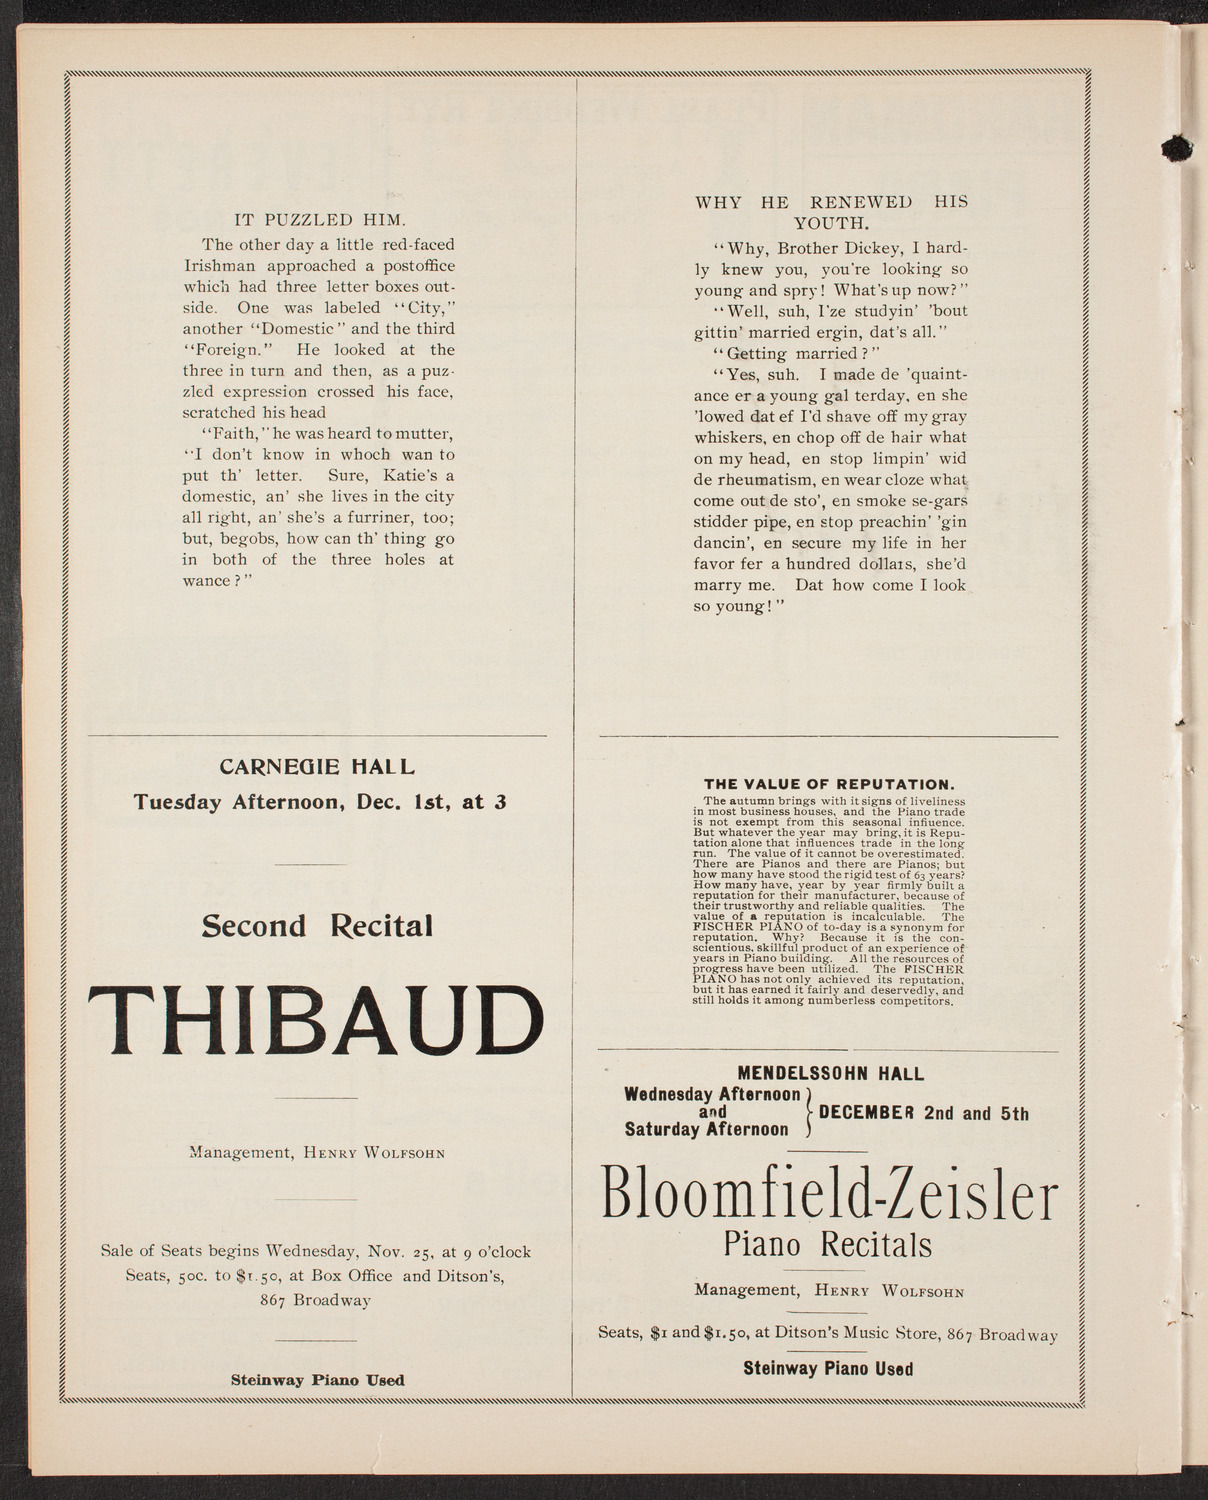 IT PUZZLED HIM.
The other day a little red-faced
Irishman approached a postoffice
which had three letter boxes out-
side. One was labeled "City,"
another "Domestic" and the third
"Foreign." He looked at the
three in turn and then, as a puz-
zled expression crossed his face,
scratched his head
"Faith," he was heard to mutter,
"I don't know in whoch wan to
put th' letter. Sure, Katie's a
domestic, an' she lives in the city
all right, an' she's a furriner, too;
but, begobs, how can th' thing go
in both of the three holes at
wance?"
CARNEGIE HALL
Tuesday Afternoon, Dec. 1st, at 3
Second Recital
THIBAUD
Management, HENRY WOLFSOHN
Sale of Seats begins Wednesday, Nov. 25, at 9 o'clock
Seats, 50c. to $1.50, at Box Office and Ditson's,
867 Broadway
Steinway Piano Used
WHY HE RENEWED HIS
YOUTH.
"Why, Brother Dickey, I hard-
ly knew you, you're looking so
young and spry! What's up now?"
"Well, suh, I'ze studyin' 'bout
gittin' married ergin, dat's all."
"Getting married?"
"Yes, suh. I made de 'quaint-
ance er a young gal terday, en she
'lowed dat ef I'd shave off my gray
whiskers, en chop off de hair what
on my head, en stop limpin' wid
de rheumatism, en wear cloze what
come out de sto', en smoke se-gars
stidder pipe, en stop preachin' 'gin
dancin', en secure my life in her
favor fer a hundred dollars, she'd
marry me. Dat how come I look
so young!"
THE VALUE OF REPUTATION.
The autumn brings with it signs of liveliness
in most business houses, and the Piano trade
is not exempt from this seasonal influence.
But whatever the year may bring, it is Repu-
tation alone that influences trade in the long
run. The value of it cannot be overestimated.
There are Pianos and there are Pianos; but
how many have stood the rigid test of 63 years?
How many have, year by year firmly built a
reputation for their manufacturer, because of
their trustworthy and reliable qualities. The
value of a reputation is incalculable. The
FISCHER PIANO of to-day is a synonym for
reputation. Why? Because it is the con-
scientious, skillful product of an experience of
years in Piano building. All the resources of
progress have been utilized. The FISCHER
PIANO has not only achieved its reputation,
but it has earned it fairly and deservedly, and
still holds it among numberless competitors.
MENDELSSOHN HALL
Wednesday Afternoon
and
Saturday Afternoon
DECEMBER 2nd and 5th
Bloomfield-Zeisler
Piano Recitals
Management, HENRY WOLFSOHN
Seats, $1 and $1.50, at Ditson's Music Store, 867 Broadway
Steinway Piano Used